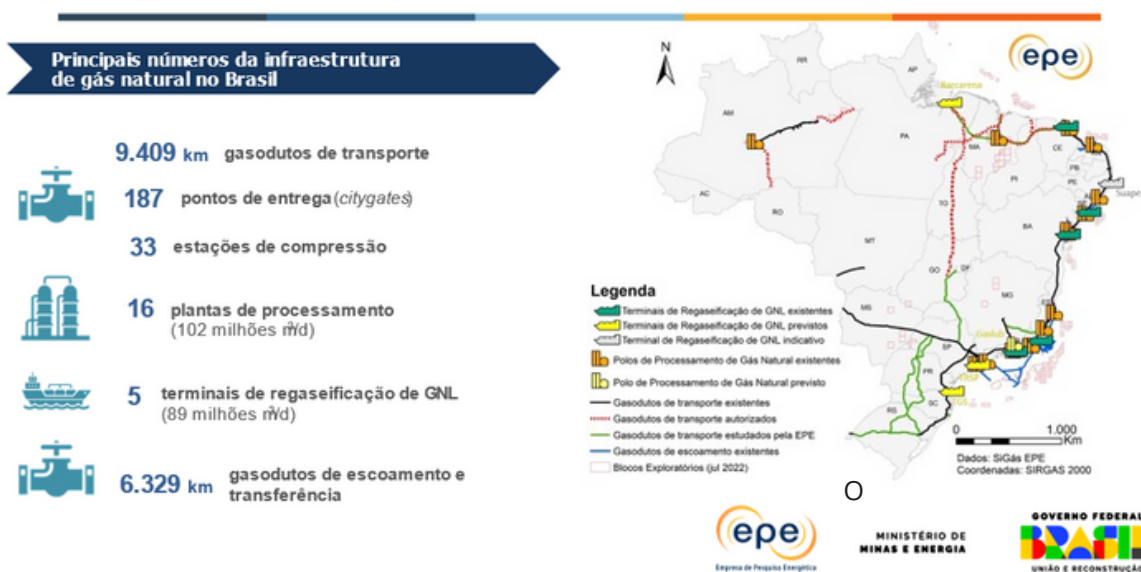 Principais números da infraestrutura
de gás natural no Brasil
9.409 km gasodutos de transporte
187 pontos de entrega (citygates)
33 estações de compressão
16 plantas de processamento
(102 milhões m³/d)
5 terminais de regaseificação de GNL
(89 milhões m³/d)
6.329 km gasodutos de escoamento e
transferência
N
epe
RR
AP
Barcarena
AM
PA
MA
CE
PB
PE
Suape
PI
AC
RO
TO
BA
MT
GO
DF
MG
MS
ES
Gaslub
SP
TRSP
PR
TGS
SC
RS
Legenda
Terminais de Regaseificação de GNL existentes
Terminais de Regaseificação de GNL previstos
Terminal de Regaseificação de GNL indicativo
Polos de Processamento de Gás Natural existentes
Polo de Processamento de Gás Natural previsto
Gasodutos de transporte existentes
Gasodutos de transporte autorizados
Gasodutos de transporte estudados pela EPE
Gasodutos de escoamento existentes
Blocos Exploratórios (jul 2022)
0 1.000
Km
Dados: SiGás EPE
Coordenadas: SIRGAS 2000
O
epe
Empresa de Pesquisa Energética
MINISTÉRIO DE
MINAS E ENERGIA
GOVERNO FEDERAL
BRASIL
UNIÃO E RECONSTRUÇÃO